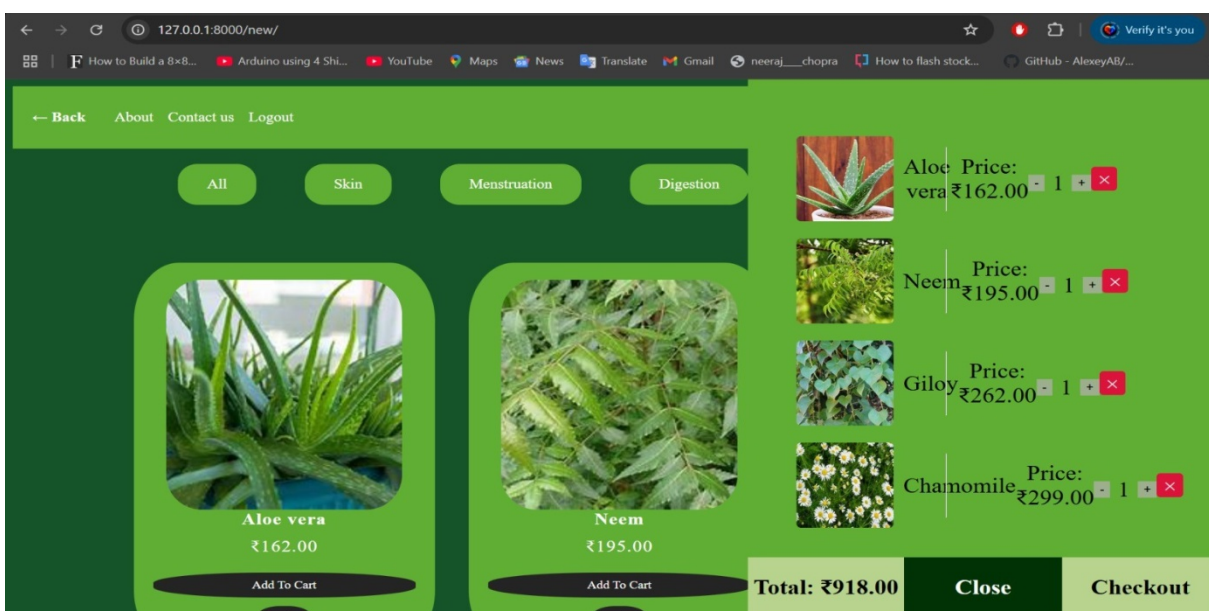 127.0.0.1:8000/new/
Verify it's you
How to Build a 8×8...
Arduino using 4 Shi...
YouTube
Maps
News
Translate
Gmail
neeraj___chopra
How to flash stock...
GitHub - AlexeyAB/...
← Back About Contact us Logout
All Skin Menstruation Digestion
Aloe vera
₹162.00
Add To Cart
Neem
₹195.00
Add To Cart
Aloe vera
Price: ₹162.00
- 1 + ×
Neem
Price: ₹195.00
- 1 + ×
Giloy
Price: ₹262.00
- 1 + ×
Chamomile
Price: ₹299.00
- 1 + ×
Total: ₹918.00 Close Checkout